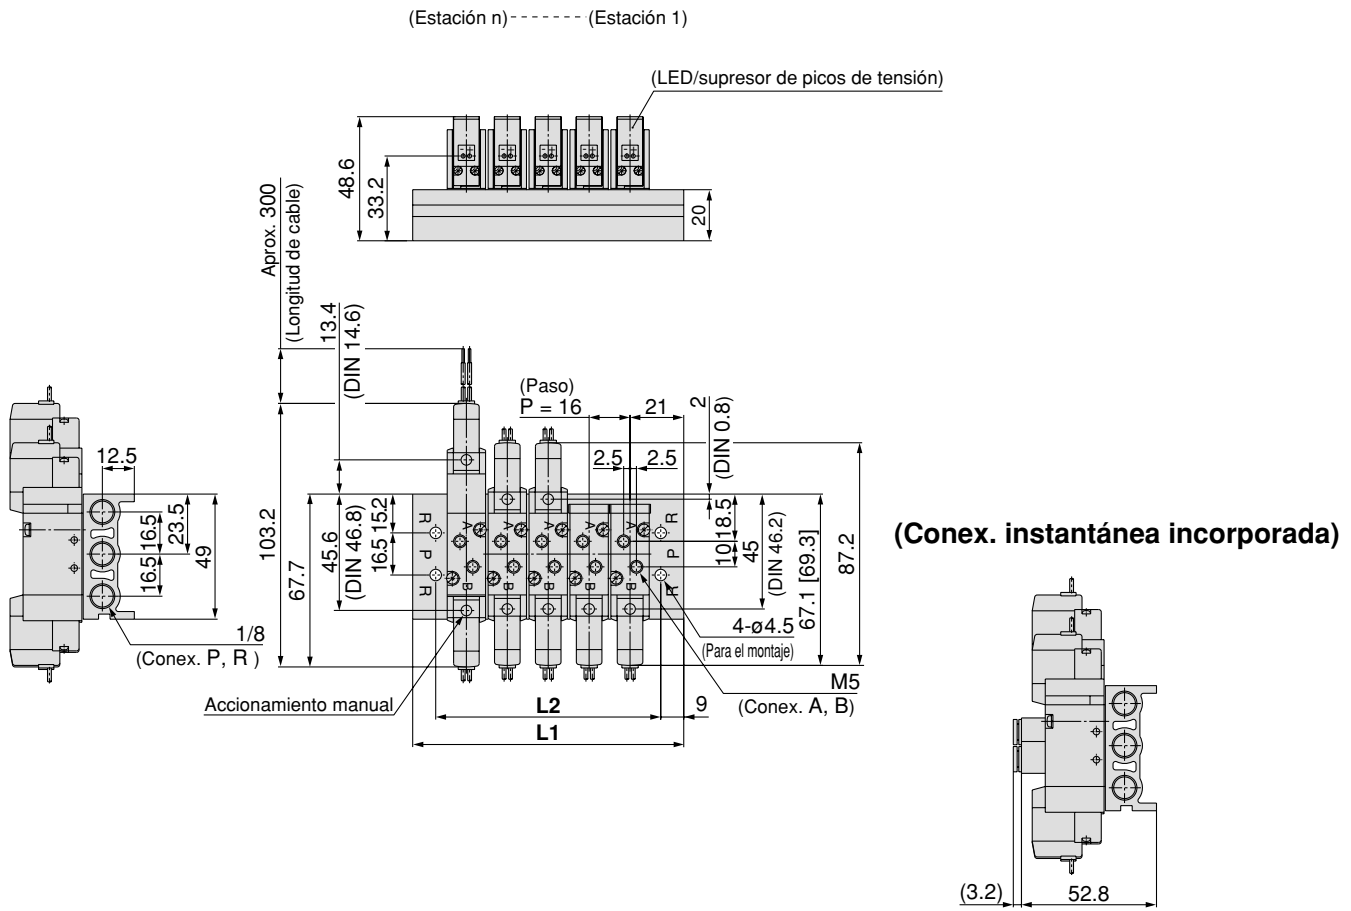 (Estación n) - - - - - - - (Estación 1)
(LED/supresor de picos de tensión)
48.6
33.2
20
Aprox. 300
(Longitud de cable)
13.4
(DIN 14.6)
(Paso)
P = 16
21
2
(DIN 0.8)
2.5
2.5
12.5
16.5
23.5
16.5
49
1/8
(Conex. P, R )
103.2
67.7
45.6
(DIN 46.8)
15.2
16.5
R
P
R
A
A
A
A
A
B
B
B
B
B
R
P
R
18.5
10
45
(DIN 46.2)
67.1 [69.3]
87.2
4-ø4.5
(Para el montaje)
M5
(Conex. A, B)
Accionamiento manual
L2
9
L1
(Conex. instantánea incorporada)
(3.2)
52.8